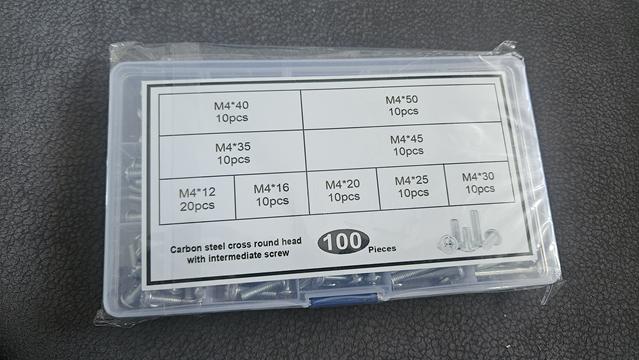 M4*40
10pcs
M4*50
10pcs
M4*35
10pcs
M4*45
10pcs
M4*12
20pcs
M4*16
10pcs
M4*20
10pcs
M4*25
10pcs
M4*30
10pcs
Carbon steel cross round head
with intermediate screw
100 Pieces